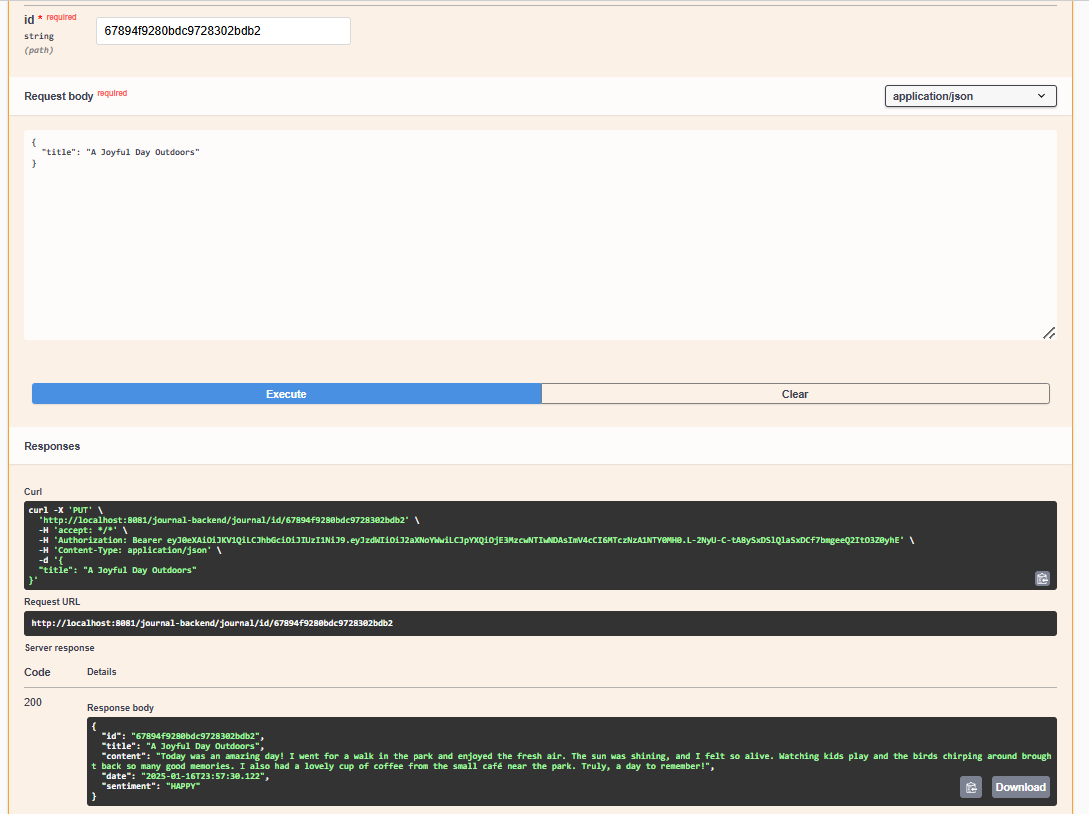 id * required
string
(path)
67894f9280bdc9728302bdb2
Request body required
application/json
{
  "title": "A Joyful Day Outdoors"
}
Execute
Clear
Responses
Curl
curl -X 'PUT' \
  'http://localhost:8081/journal-backend/journal/id/67894f9280bdc9728302bdb2' \
  -H 'accept: */*' \
  -H 'Authorization: Bearer eyJ0eXAiOiJKV1QiLCJhbGciOiJIUzI1NiJ9.eyJzdWIiOiJ2aXNoYWwiLCJpYXQiOjE3MzcwNTIwNDAsImV4cCI6MTczNzA1NTY0MH0.L-2NyU-C-tA8ySxDSlQlaSxDCf7bmgeeQ2ItO3Z0yhE' \
  -H 'Content-Type: application/json' \
  -d '{
  "title": "A Joyful Day Outdoors"
}'
Request URL
http://localhost:8081/journal-backend/journal/id/67894f9280bdc9728302bdb2
Server response
Code
Details
200
Response body
{
  "id": "67894f9280bdc9728302bdb2",
  "title": "A Joyful Day Outdoors",
  "content": "Today was an amazing day! I went for a walk in the park and enjoyed the fresh air. The sun was shining, and I felt so alive. Watching kids play and the birds chirping around brough
t back so many good memories. I also had a lovely cup of coffee from the small café near the park. Truly, a day to remember!",
  "date": "2025-01-16T23:57:30.122",
  "sentiment": "HAPPY"
}
Download